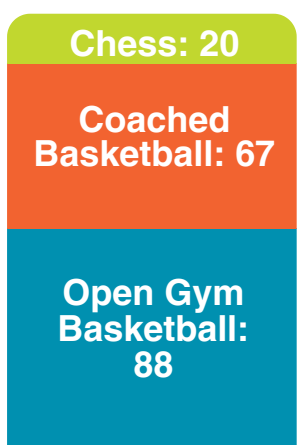 Chess: 20
Coached
Basketball: 67
Open Gym
Basketball:
88